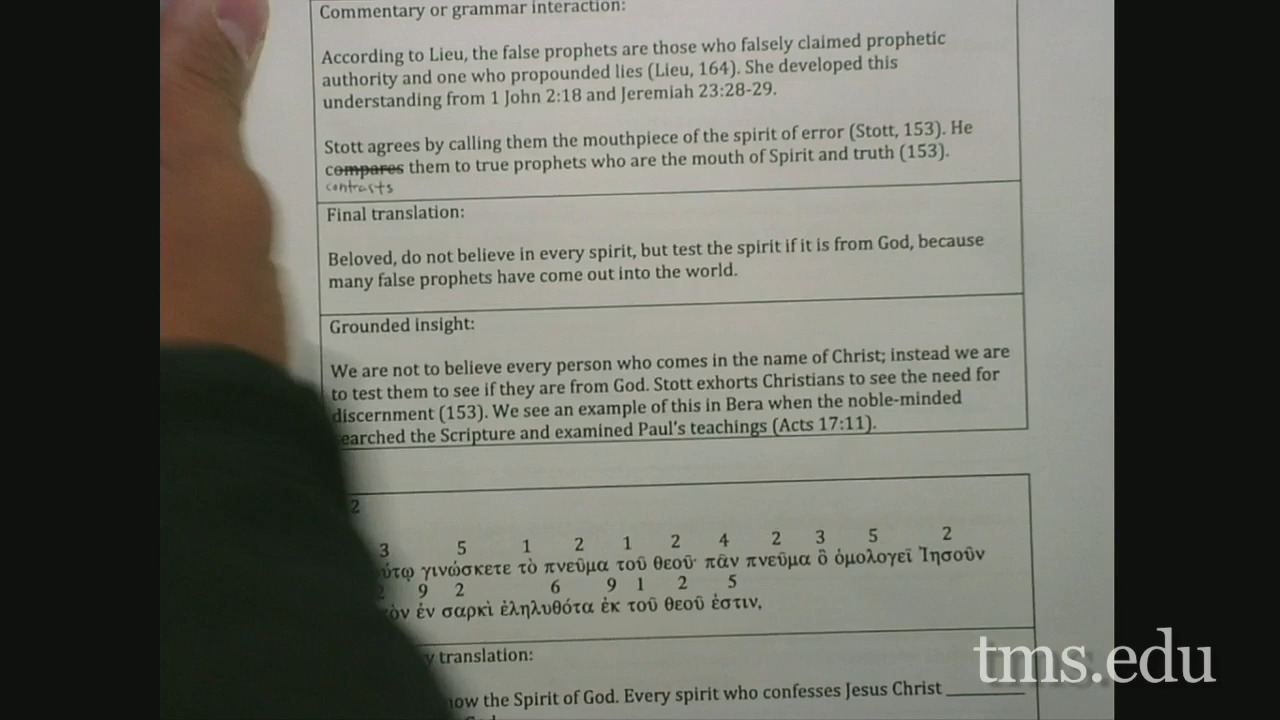 Commentary or grammar interaction:
According to Lieu, the false prophets are those who falsely claimed prophetic
authority and one who propounded lies (Lieu, 164). She developed this
understanding from 1 John 2:18 and Jeremiah 23:28-29.
Stott agrees by calling them the mouthpiece of the spirit of error (Stott, 153). He
compares them to true prophets who are the mouth of Spirit and truth (153).
contrasts
Final translation:
Beloved, do not believe in every spirit, but test the spirit if it is from God, because
many false prophets have come out into the world.
Grounded insight:
We are not to believe every person who comes in the name of Christ; instead we are
to test them to see if they are from God. Stott exhorts Christians to see the need for
discernment (153). We see an example of this in Bera when the noble-minded
earched the Scripture and examined Paul's teachings (Acts 17:11).
2
3 5 1 2 1 2 4 2 3 5 2
ύτῳ γινώσκετε τὸ πνεῦμα τοῦ θεοῦ· πᾶν πνεῦμα ὃ ὁμολογεῖ Ἰησοῦν
2 9 2 6 9 1 2 5
τὸν ἐν σαρκὶ ἐληλυθότα ἐκ τοῦ θεοῦ ἐστιν,
y translation:
now the Spirit of God. Every spirit who confesses Jesus Christ ________
tms.edu